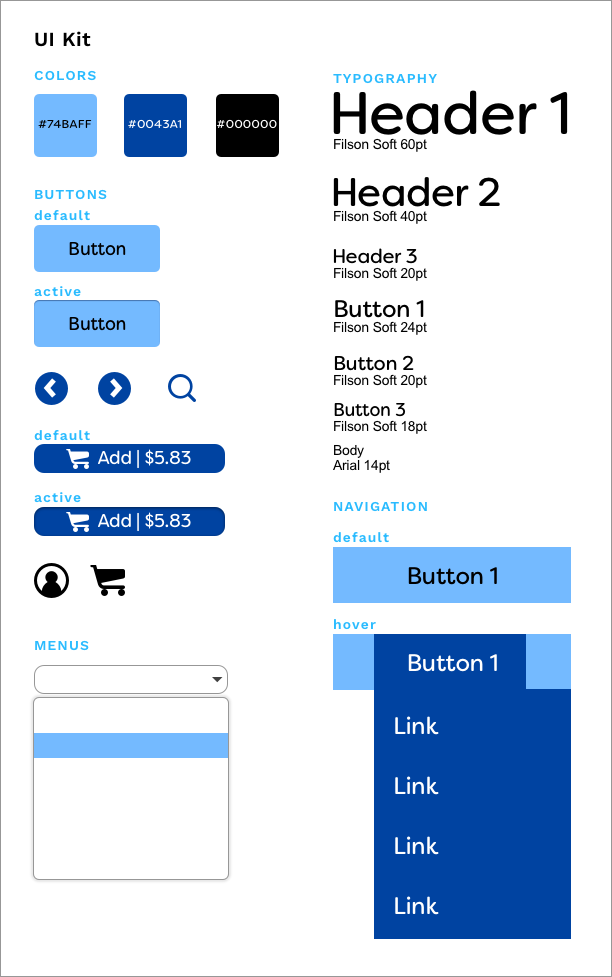 UI Kit
COLORS
#74BAFF
#0043A1
#000000
BUTTONS
default
Button
active
Button
default
Add | $5.83
active
Add | $5.83
MENUS
TYPOGRAPHY
Header 1
Filson Soft 60pt
Header 2
Filson Soft 40pt
Header 3
Filson Soft 20pt
Button 1
Filson Soft 24pt
Button 2
Filson Soft 20pt
Button 3
Filson Soft 18pt
Body
Arial 14pt
NAVIGATION
default
Button 1
hover
Button 1
Link
Link
Link
Link